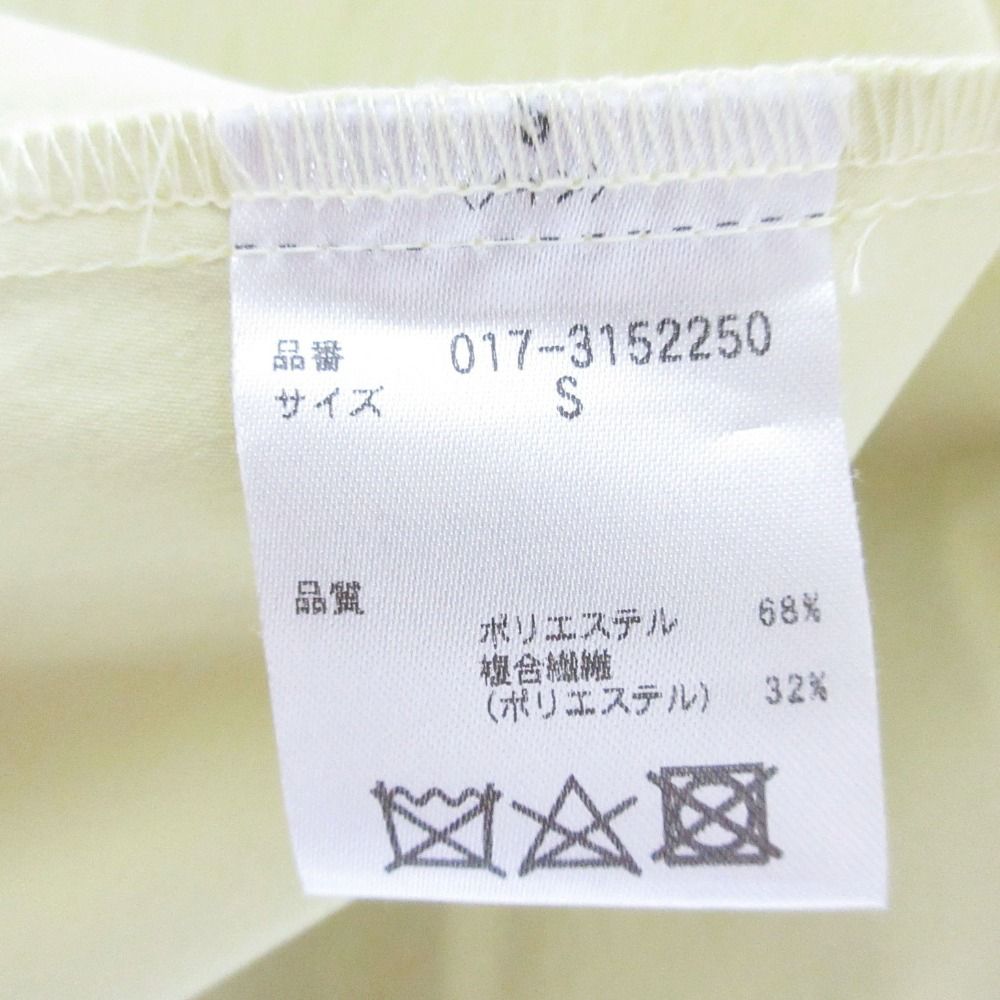 品番 017-3152250
サイズ S
品質
ポリエステル 68%
複合繊維
(ポリエステル) 32%